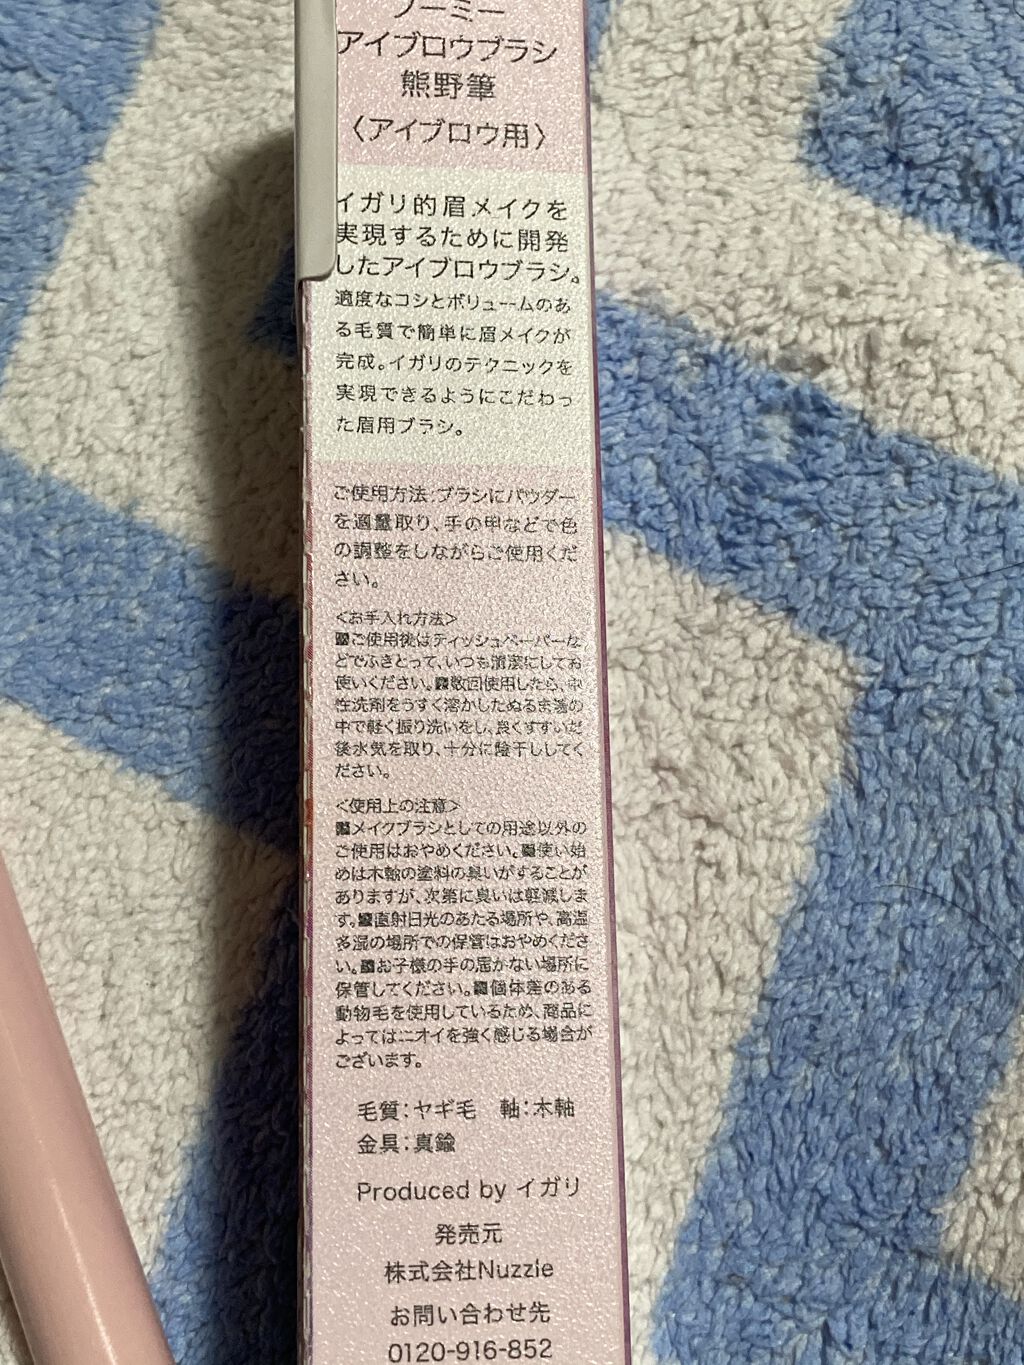 ノーミー
アイブロウブラシ
熊野筆
〈アイブロウ用〉
イガリ的眉メイクを
実現するために開発
したアイブロウブラシ。
適度なコシとボリュームのあ
る毛質で簡単に眉メイクが
完成。イガリのテクニックを
実現できるようにこだわっ
た眉用ブラシ。
ご使用方法:ブラシにパウダー
を適量取り、手の甲などで色
の調整をしながらご使用くだ
さい。
<お手入れ方法>
ご使用後はティッシュペーパーな
どでふきとって、いつも清潔にしてお
使いください。数回使用したら、中
性洗剤をうすく溶かしたぬるま湯の
中で軽く振り洗いをし、良くすすいだ
後水気を取り、十分に陰干ししてく
ださい。
<使用上の注意>
メイクブラシとしての用途以外の
ご使用はおやめください。使い始
めは木軸の塗料の臭いがすることが
ありますが、次第に臭いは軽減しま
す。直射日光のあたる場所や、高温
多湿の場所での保管はおやめくださ
い。お子様の手の届かない場所に
保管してください。個体差のある
動物毛を使用しているため、商品に
よってはニオイを強く感じる場合が
ございます。
毛質:ヤギ毛 軸:木軸
金具:真鍮
Produced by イガリ
発売元
株式会社Nuzzle
お問い合わせ先
0120-916-852